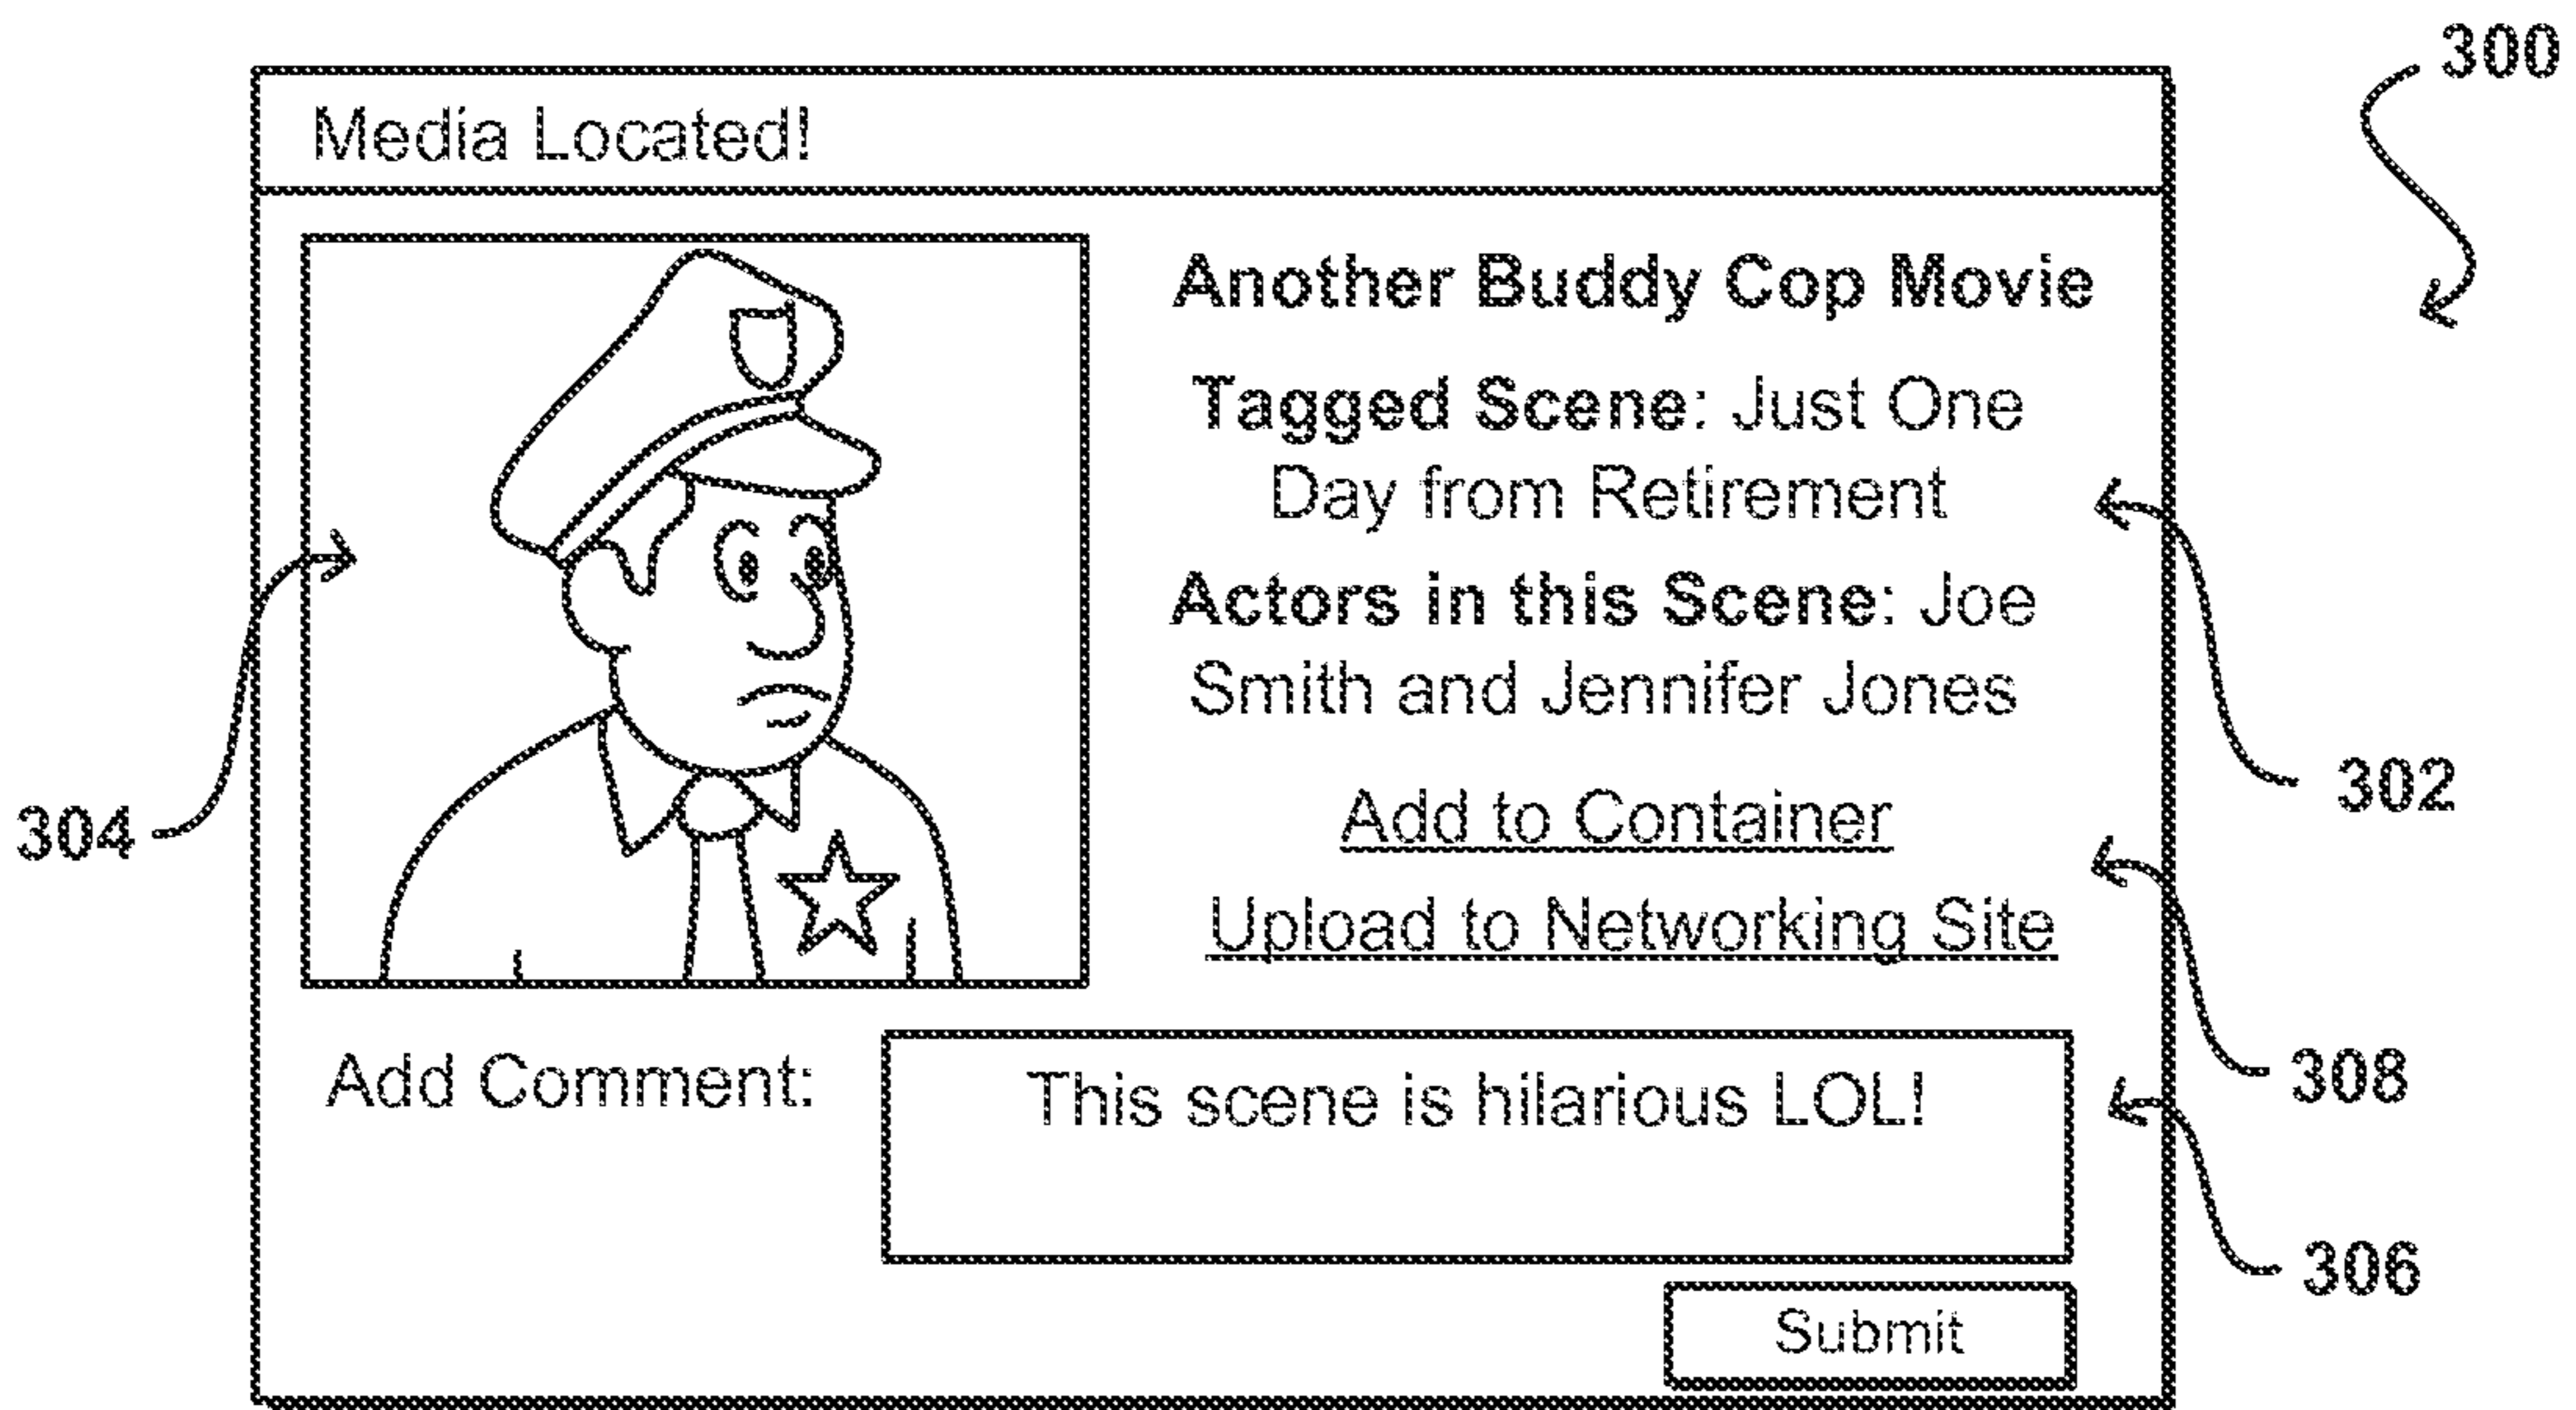 300
Media Located!
Another Buddy Cop Movie
Tagged Scene: Just One
Day from Retirement
Actors in this Scene: Joe
Smith and Jennifer Jones
302
304
Add to Container
Upload to Networking Site
308
Add Comment:
This scene is hilarious LOL!
306
Submit